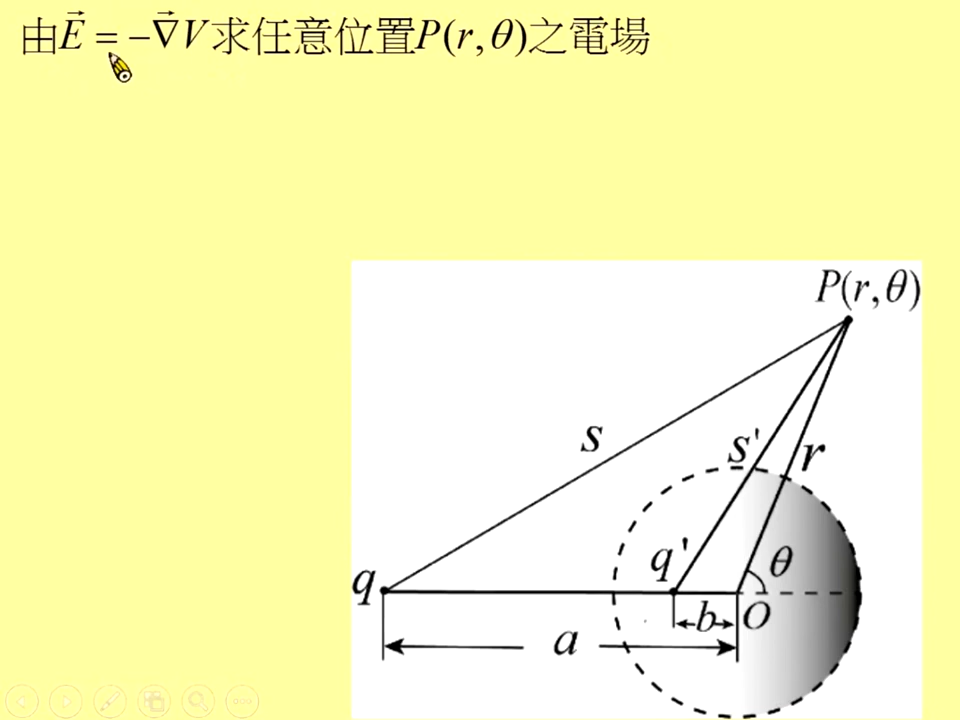 由E⃗ = −∇⃗V求任意位置P(r,θ)之電場
P(r,θ)
s
s'
r
q
q'
θ
b
O
a